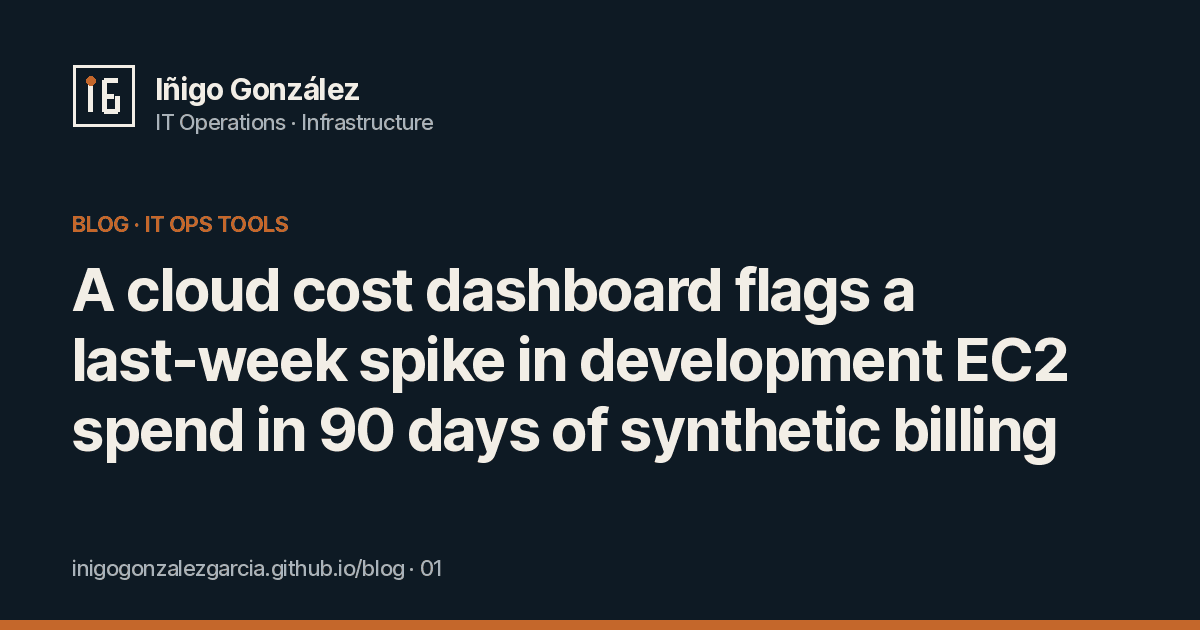 iG
Iñigo González
IT Operations · Infrastructure
BLOG · IT OPS TOOLS
A cloud cost dashboard flags a
last-week spike in development EC2
spend in 90 days of synthetic billing
inigogonzalezgarcia.github.io/blog · 01